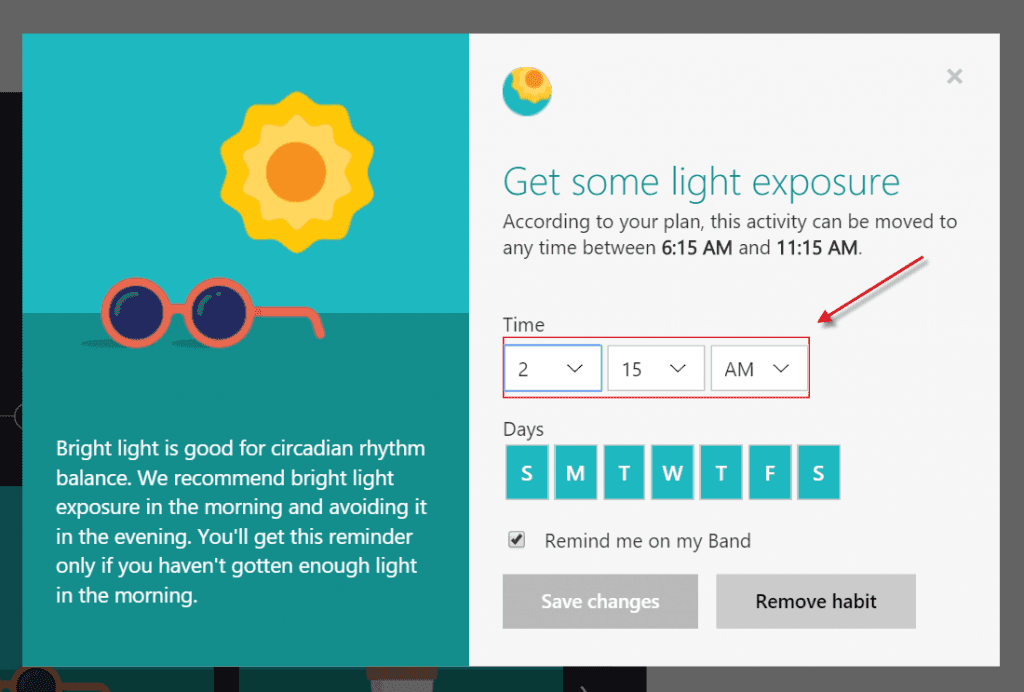 Bright light is good for circadian rhythm
balance. We recommend bright light
exposure in the morning and avoiding it
in the evening. You'll get this reminder
only if you haven't gotten enough light
in the morning.
Get some light exposure
According to your plan, this activity can be moved to
any time between 6:15 AM and 11:15 AM.
Time
2 15 AM
Days
S M T W T F S
Remind me on my Band
Save changes Remove habit